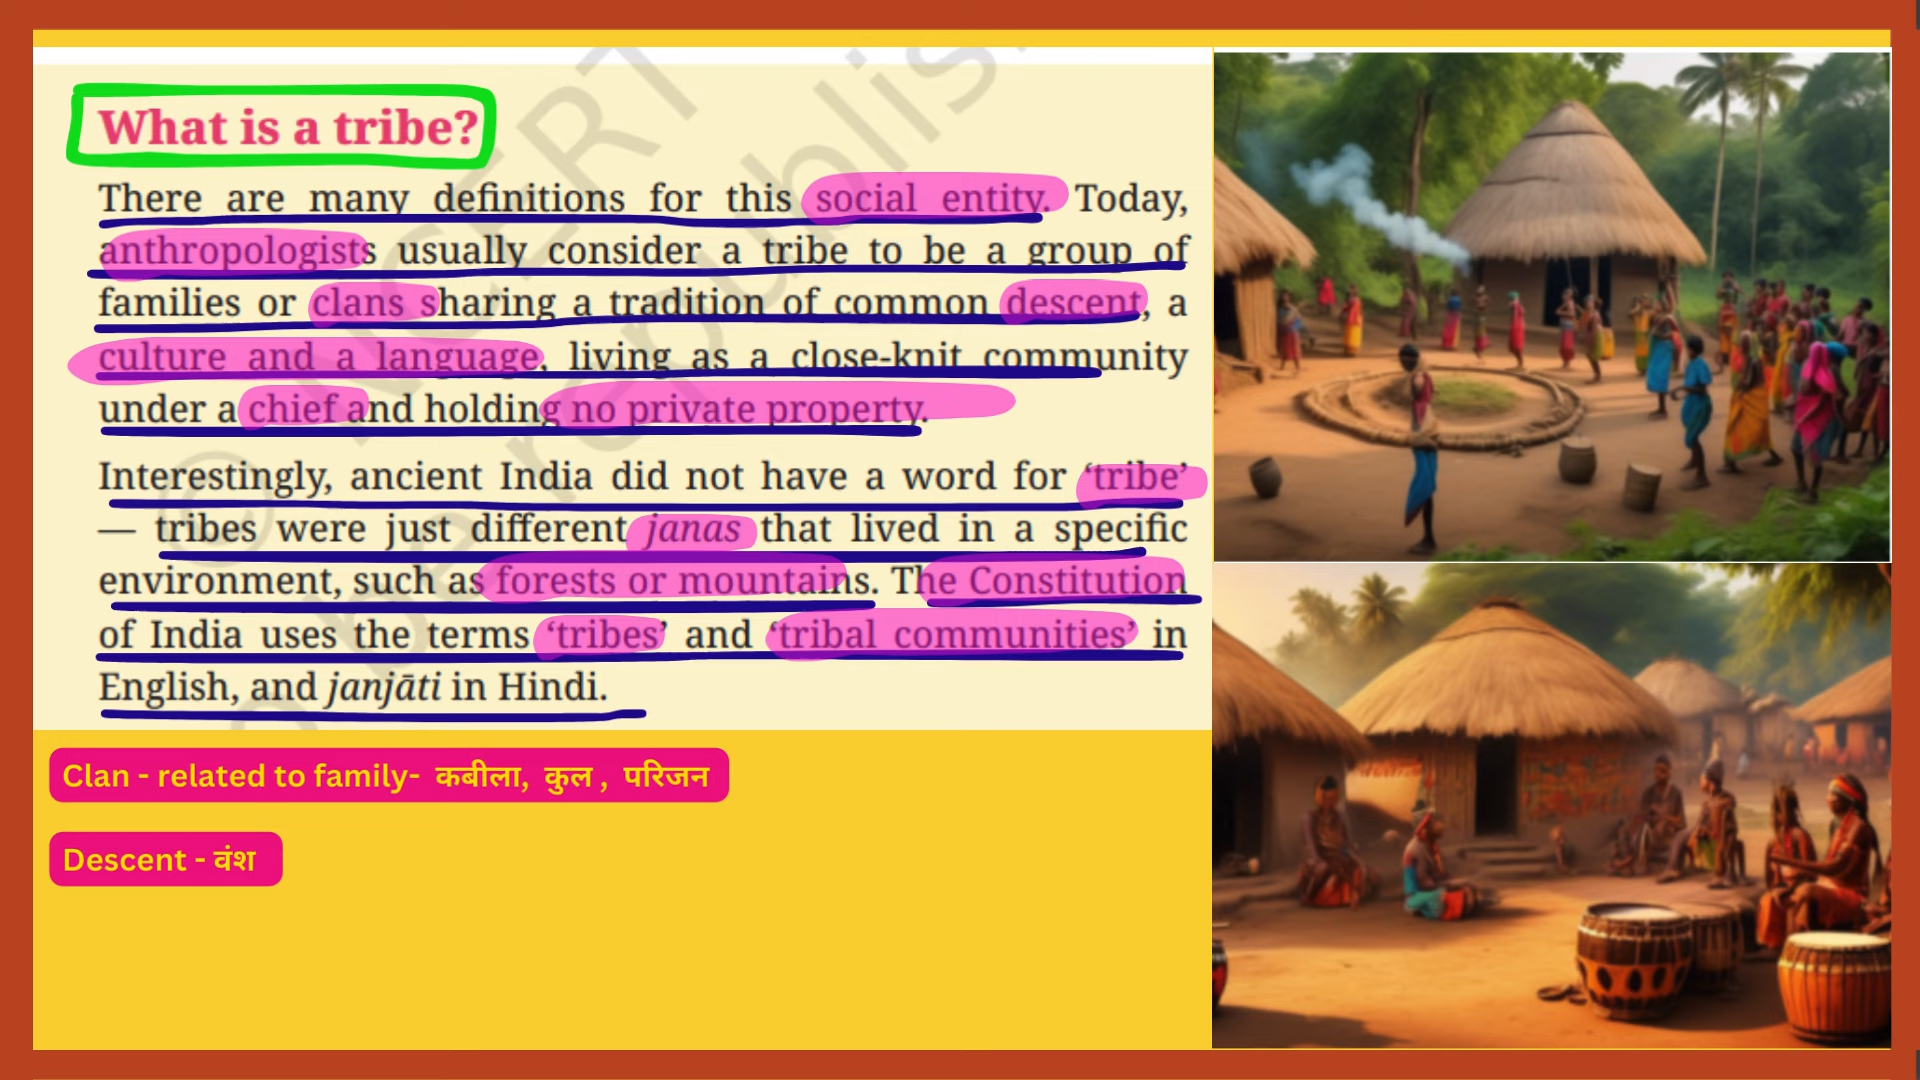 What is a tribe?
There are many definitions for this social entity. Today,
anthropologists usually consider a tribe to be a group of
families or clans sharing a tradition of common descent, a
culture and a language, living as a close-knit community
under a chief and holding no private property.
Interestingly, ancient India did not have a word for ‘tribe’
— tribes were just different janas that lived in a specific
environment, such as forests or mountains. The Constitution
of India uses the terms ‘tribes’ and ‘tribal communities’ in
English, and janjāti in Hindi.
© NCERT
be republis
Clan - related to family- कबीला, कुल , परिजन
Descent - वंश